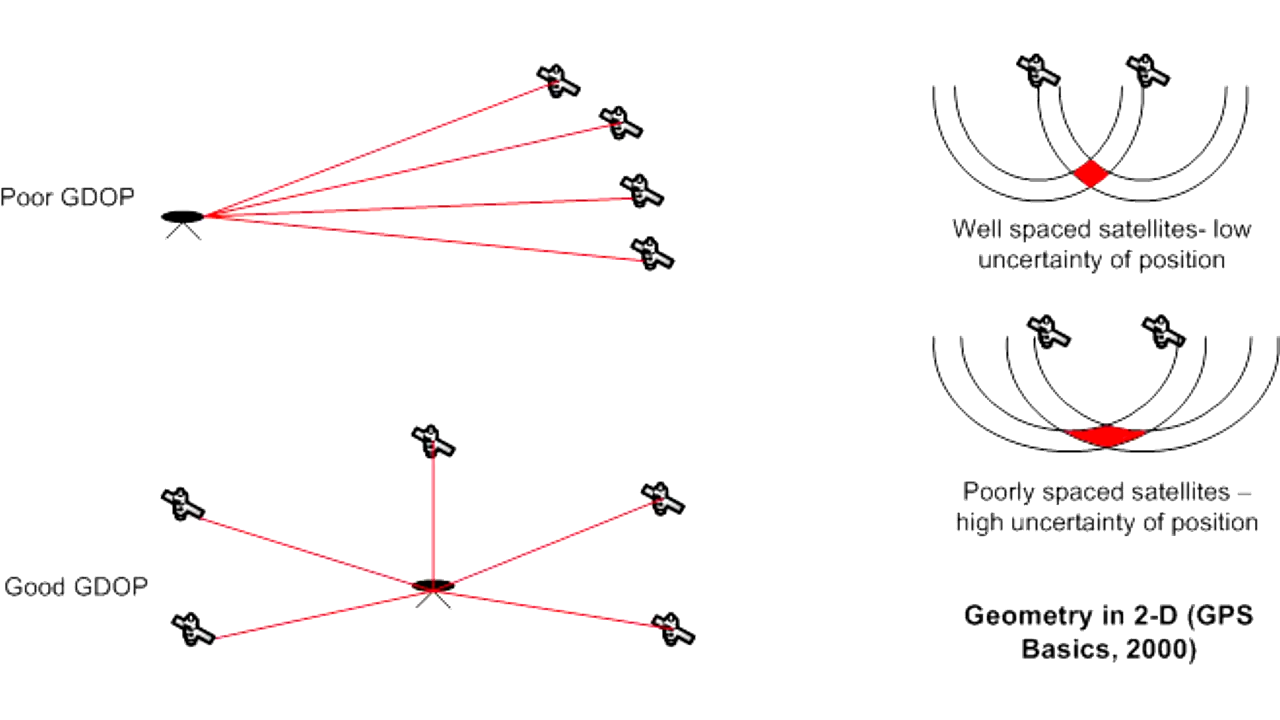 Poor GDOP
Well spaced satellites- low
uncertainty of position
Poorly spaced satellites –
high uncertainty of position
Good GDOP
Geometry in 2-D (GPS
Basics, 2000)